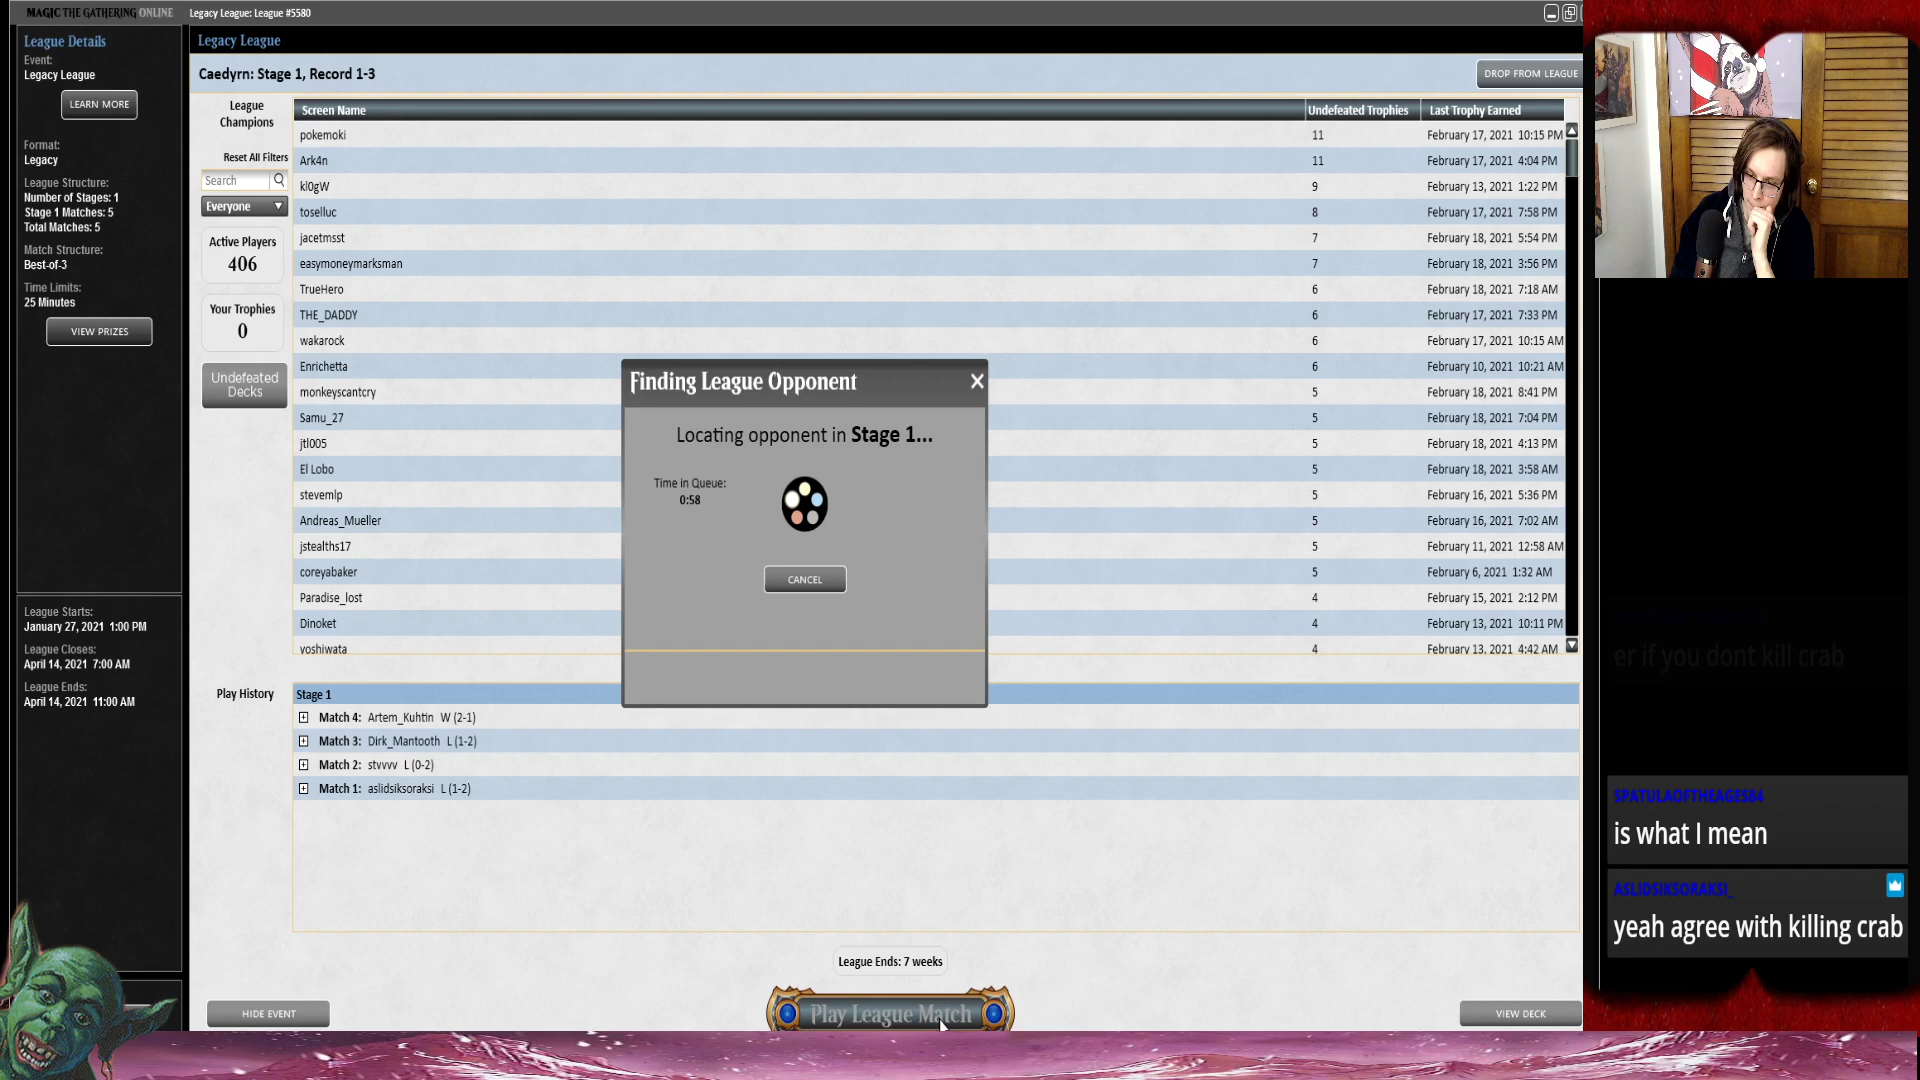 MAGIC THE GATHERING ONLINE
Legacy League: League #5580
League Details
Event:
Legacy League
LEARN MORE
Format:
Legacy
League Structure:
Number of Stages: 1
Stage 1 Matches: 5
Total Matches: 5
Match Structure:
Best-of-3
Time Limits:
25 Minutes
VIEW PRIZES
League Starts:
January 27, 2021 1:00 PM
League Closes:
April 14, 2021 7:00 AM
League Ends:
April 14, 2021 11:00 AM
Legacy League
Caedyrn: Stage 1, Record 1-3
DROP FROM LEAGUE
League
Champions
Reset All Filters
Search
Everyone
Active Players
406
Your Trophies
0
Undefeated
Decks
Screen Name Undefeated Trophies Last Trophy Earned
pokemoki 11 February 17, 2021 10:15 PM
Ark4n 11 February 17, 2021 4:04 PM
kl0gW 9 February 13, 2021 1:22 PM
toselluc 8 February 17, 2021 7:58 PM
jacetmsst 7 February 18, 2021 5:54 PM
easymoneymarksman 7 February 18, 2021 3:56 PM
TrueHero 6 February 18, 2021 7:18 AM
THE_DADDY 6 February 17, 2021 7:33 PM
wakarock 6 February 17, 2021 10:15 AM
Enrichetta 6 February 10, 2021 10:21 AM
monkeyscantcry 5 February 18, 2021 8:41 PM
Samu_27 5 February 18, 2021 7:04 PM
jtl005 5 February 18, 2021 4:13 PM
El Lobo 5 February 18, 2021 3:58 AM
stevemlp 5 February 16, 2021 5:36 PM
Andreas_Mueller 5 February 16, 2021 7:02 AM
jstealths17 5 February 11, 2021 12:58 AM
coreyabaker 5 February 6, 2021 1:32 AM
Paradise_lost 4 February 15, 2021 2:12 PM
Dinoket 4 February 13, 2021 10:11 PM
yoshiwata 4 February 13, 2021 4:42 AM
Finding League Opponent
Locating opponent in Stage 1...
Time in Queue:
0:58
CANCEL
Play History
Stage 1
Match 4: Artem_Kuhtin W (2-1)
Match 3: Dirk_Mantooth L (1-2)
Match 2: stvvvv L (0-2)
Match 1: aslidsiksoraksi L (1-2)
League Ends: 7 weeks
HIDE EVENT
Play League Match
VIEW DECK
er if you dont kill crab
SPATULAOFTHEAGES84
is what I mean
ASLIDSIKSORAKSI_
yeah agree with killing crab